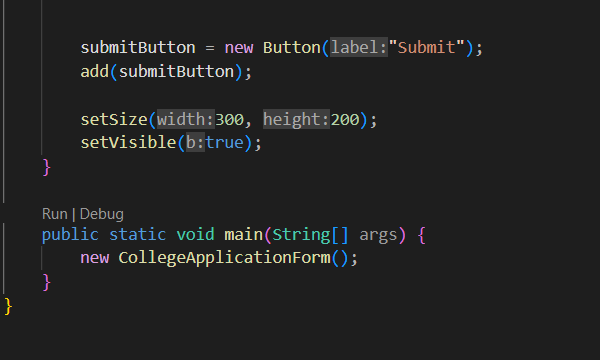 submitButton = new Button(label:"Submit");
add(submitButton);
setSize(width:300, height:200);
setVisible(b:true);
}
Run | Debug
public static void main(String[] args) {
new CollegeApplicationForm();
}
}